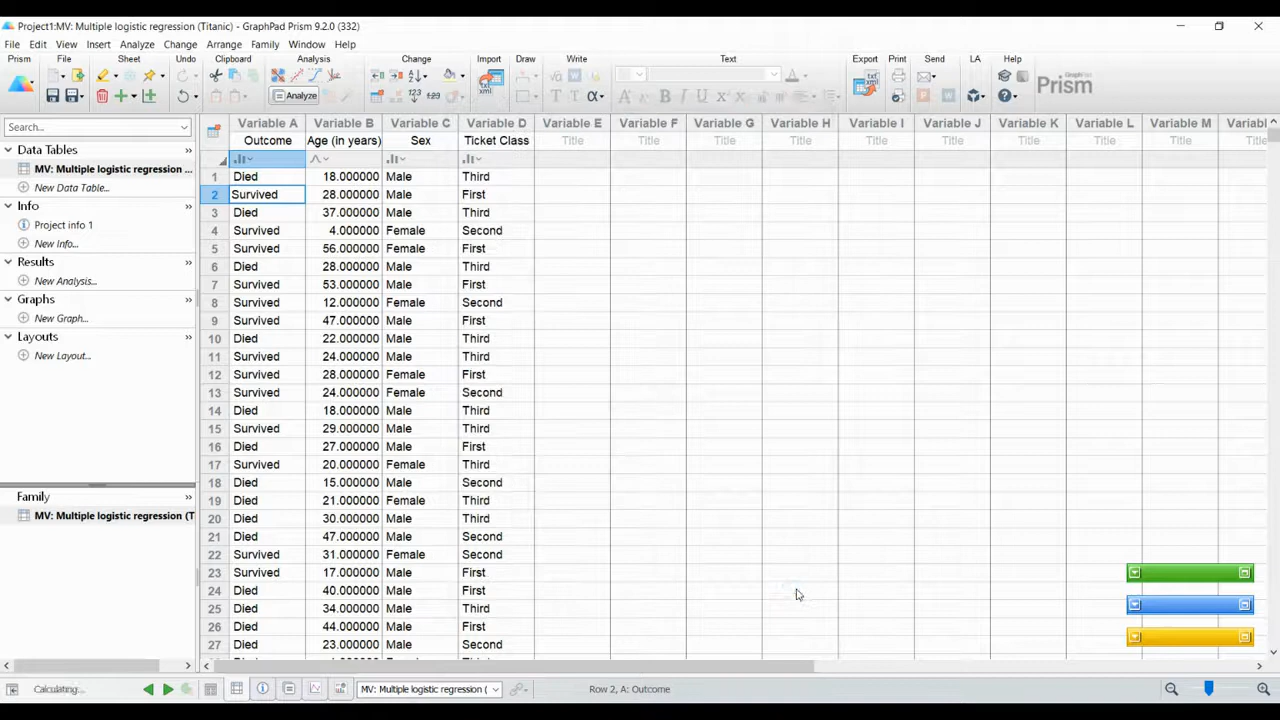 Project1:MV: Multiple logistic regression (Titanic) - GraphPad Prism 9.2.0 (332)
File Edit View Insert Analyze Change Arrange Family Window Help
Prism File Sheet Undo Clipboard Analysis Change Import Draw Write Text Export Print Send LA Help
Analyze
GraphPad Prism
Search...
Variable A Variable B Variable C Variable D Variable E Variable F Variable G Variable H Variable I Variable J Variable K Variable L Variable M Variab
Outcome Age (in years) Sex Ticket Class Title Title Title Title Title Title Title Title Title Tit
Data Tables
MV: Multiple logistic regression ...
New Data Table...
Info
Project info 1
New Info...
Results
New Analysis...
Graphs
New Graph...
Layouts
New Layout...
Family
MV: Multiple logistic regression (T
1 Died 18.000000 Male Third
2 Survived 28.000000 Male First
3 Died 37.000000 Male Third
4 Survived 4.000000 Female Second
5 Survived 56.000000 Female First
6 Died 28.000000 Male Third
7 Survived 53.000000 Male First
8 Survived 12.000000 Female Second
9 Survived 47.000000 Male First
10 Died 22.000000 Male Third
11 Survived 24.000000 Male Third
12 Survived 28.000000 Female First
13 Survived 24.000000 Female Second
14 Died 18.000000 Male Third
15 Survived 29.000000 Male Third
16 Died 27.000000 Male First
17 Survived 20.000000 Female Third
18 Died 15.000000 Male Second
19 Died 21.000000 Female Third
20 Died 30.000000 Male Third
21 Died 47.000000 Male Second
22 Survived 31.000000 Female Second
23 Survived 17.000000 Male First
24 Died 40.000000 Male First
25 Died 34.000000 Male Third
26 Died 44.000000 Male First
27 Died 23.000000 Male Second
Calculating... MV: Multiple logistic regression ( Row 2, A: Outcome